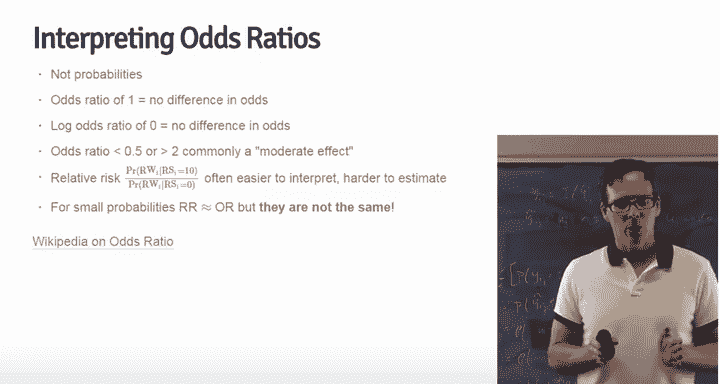 Interpreting Odds Ratios
· Not probabilities
· Odds ratio of 1 = no difference in odds
· Log odds ratio of 0 = no difference in odds
· Odds ratio < 0.5 or > 2 commonly a "moderate effect"
· Relative risk Pr(RWᵢ|RSᵢ=10) / Pr(RWᵢ|RSᵢ=0) often easier to interpret, harder to estimate
· For small probabilities RR ≈ OR but they are not the same!
Wikipedia on Odds Ratio